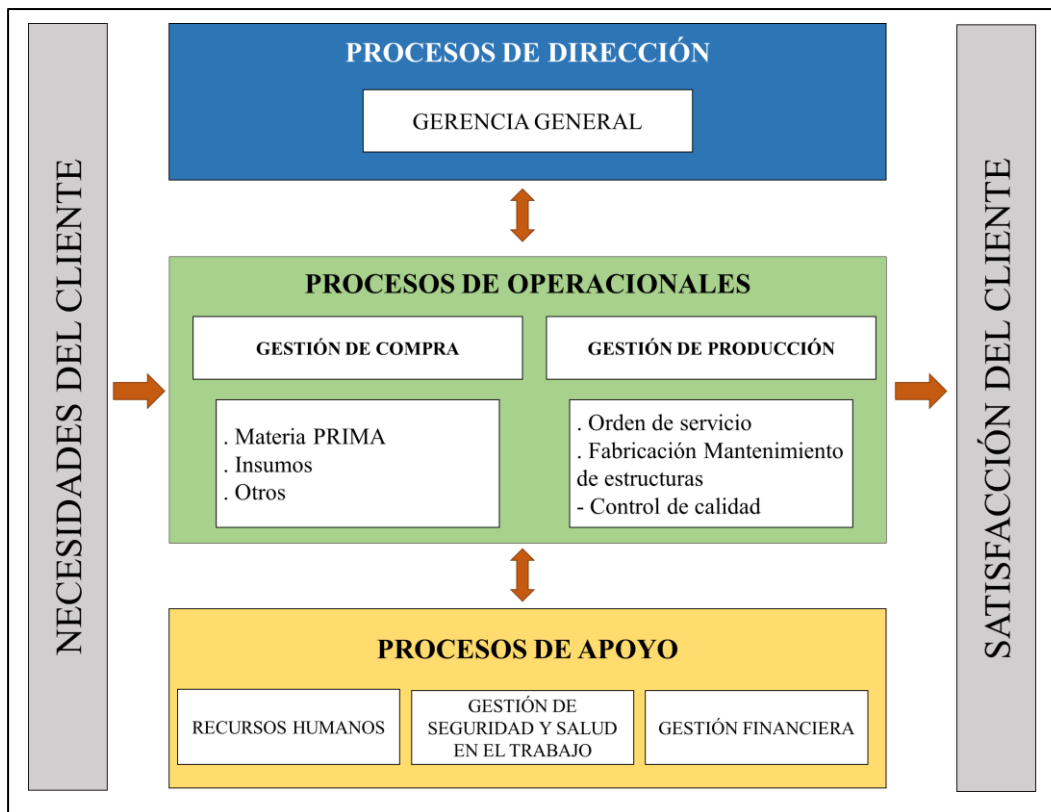 NECESIDADES DEL CLIENTE
PROCESOS DE DIRECCIÓN
GERENCIA GENERAL
PROCESOS DE OPERACIONALES
GESTIÓN DE COMPRA
. Materia PRIMA
. Insumos
. Otros
GESTIÓN DE PRODUCCIÓN
. Orden de servicio
. Fabricación Mantenimiento
de estructuras
- Control de calidad
PROCESOS DE APOYO
RECURSOS HUMANOS
GESTIÓN DE
SEGURIDAD Y SALUD
EN EL TRABAJO
GESTIÓN FINANCIERA
SATISFACCIÓN DEL CLIENTE